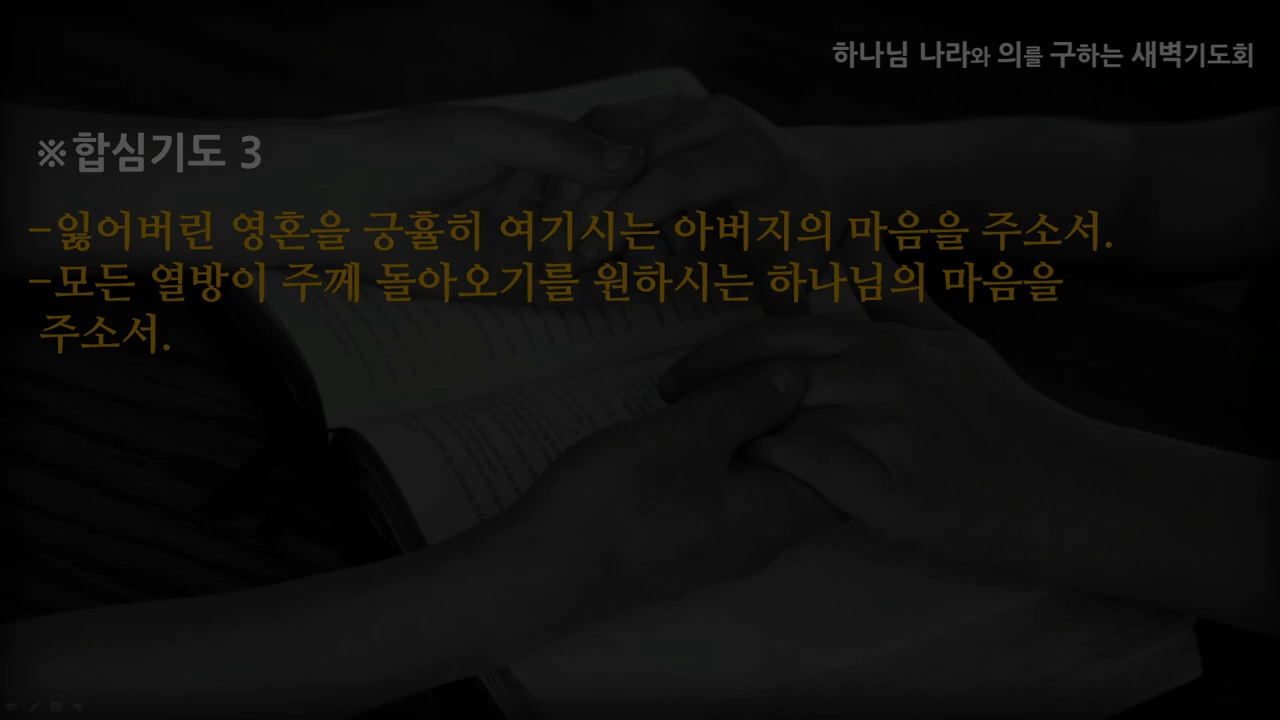 하나님 나라와 의를 구하는 새벽기도회
※합심기도 3
-잃어버린 영혼을 긍휼히 여기시는 아버지의 마음을 주소서.
-모든 열방이 주께 돌아오기를 원하시는 하나님의 마음을
주소서.